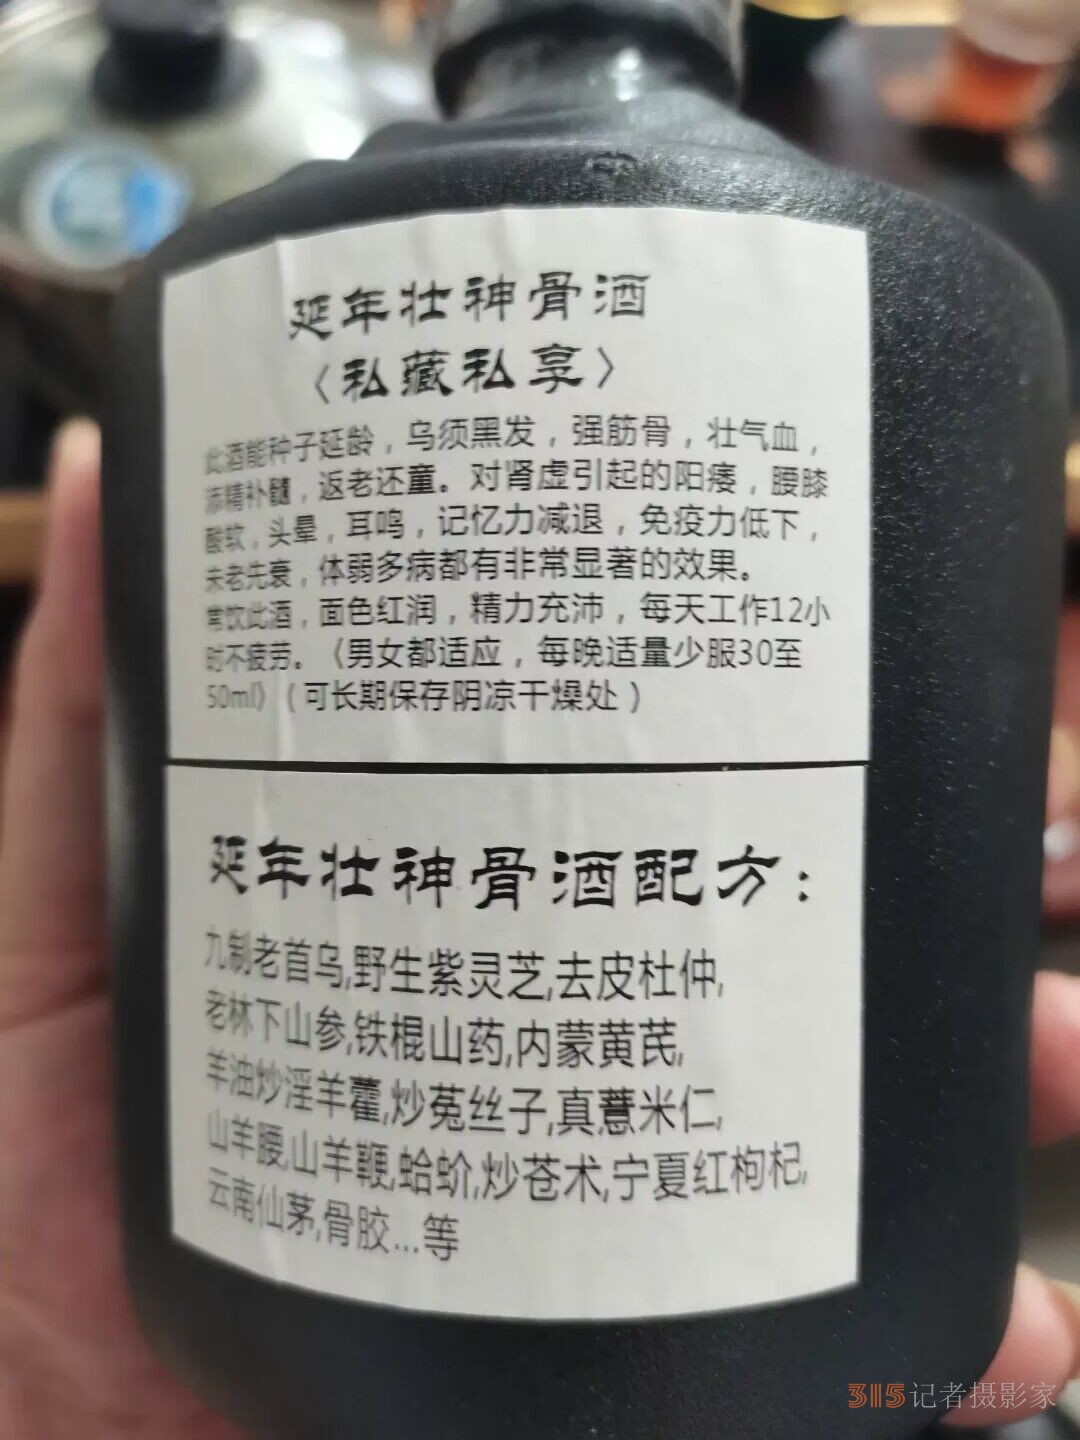 延年壮神骨酒
〈私藏私享〉
此酒能种子延龄，乌须黑发，强筋骨，壮气血，
添精补髓，返老还童。对肾虚引起的阳痿，腰膝
酸软，头晕，耳鸣，记忆力减退，免疫力低下，
未老先衰，体弱多病都有非常显著的效果。
常饮此酒，面色红润，精力充沛，每天工作12小
时不疲劳。《男女都适应，每晚适量少服30至
50ml》（可长期保存阴凉干燥处）
延年壮神骨酒配方：
九制老首乌,野生紫灵芝,去皮杜仲,
老林下山参,铁棍山药,内蒙黄芪,
羊油炒淫羊藿,炒菟丝子,真薏米仁,
山羊腰,山羊鞭,蛤蚧,炒苍术,宁夏红枸杞,
云南仙茅,骨胶...等
315记者摄影家